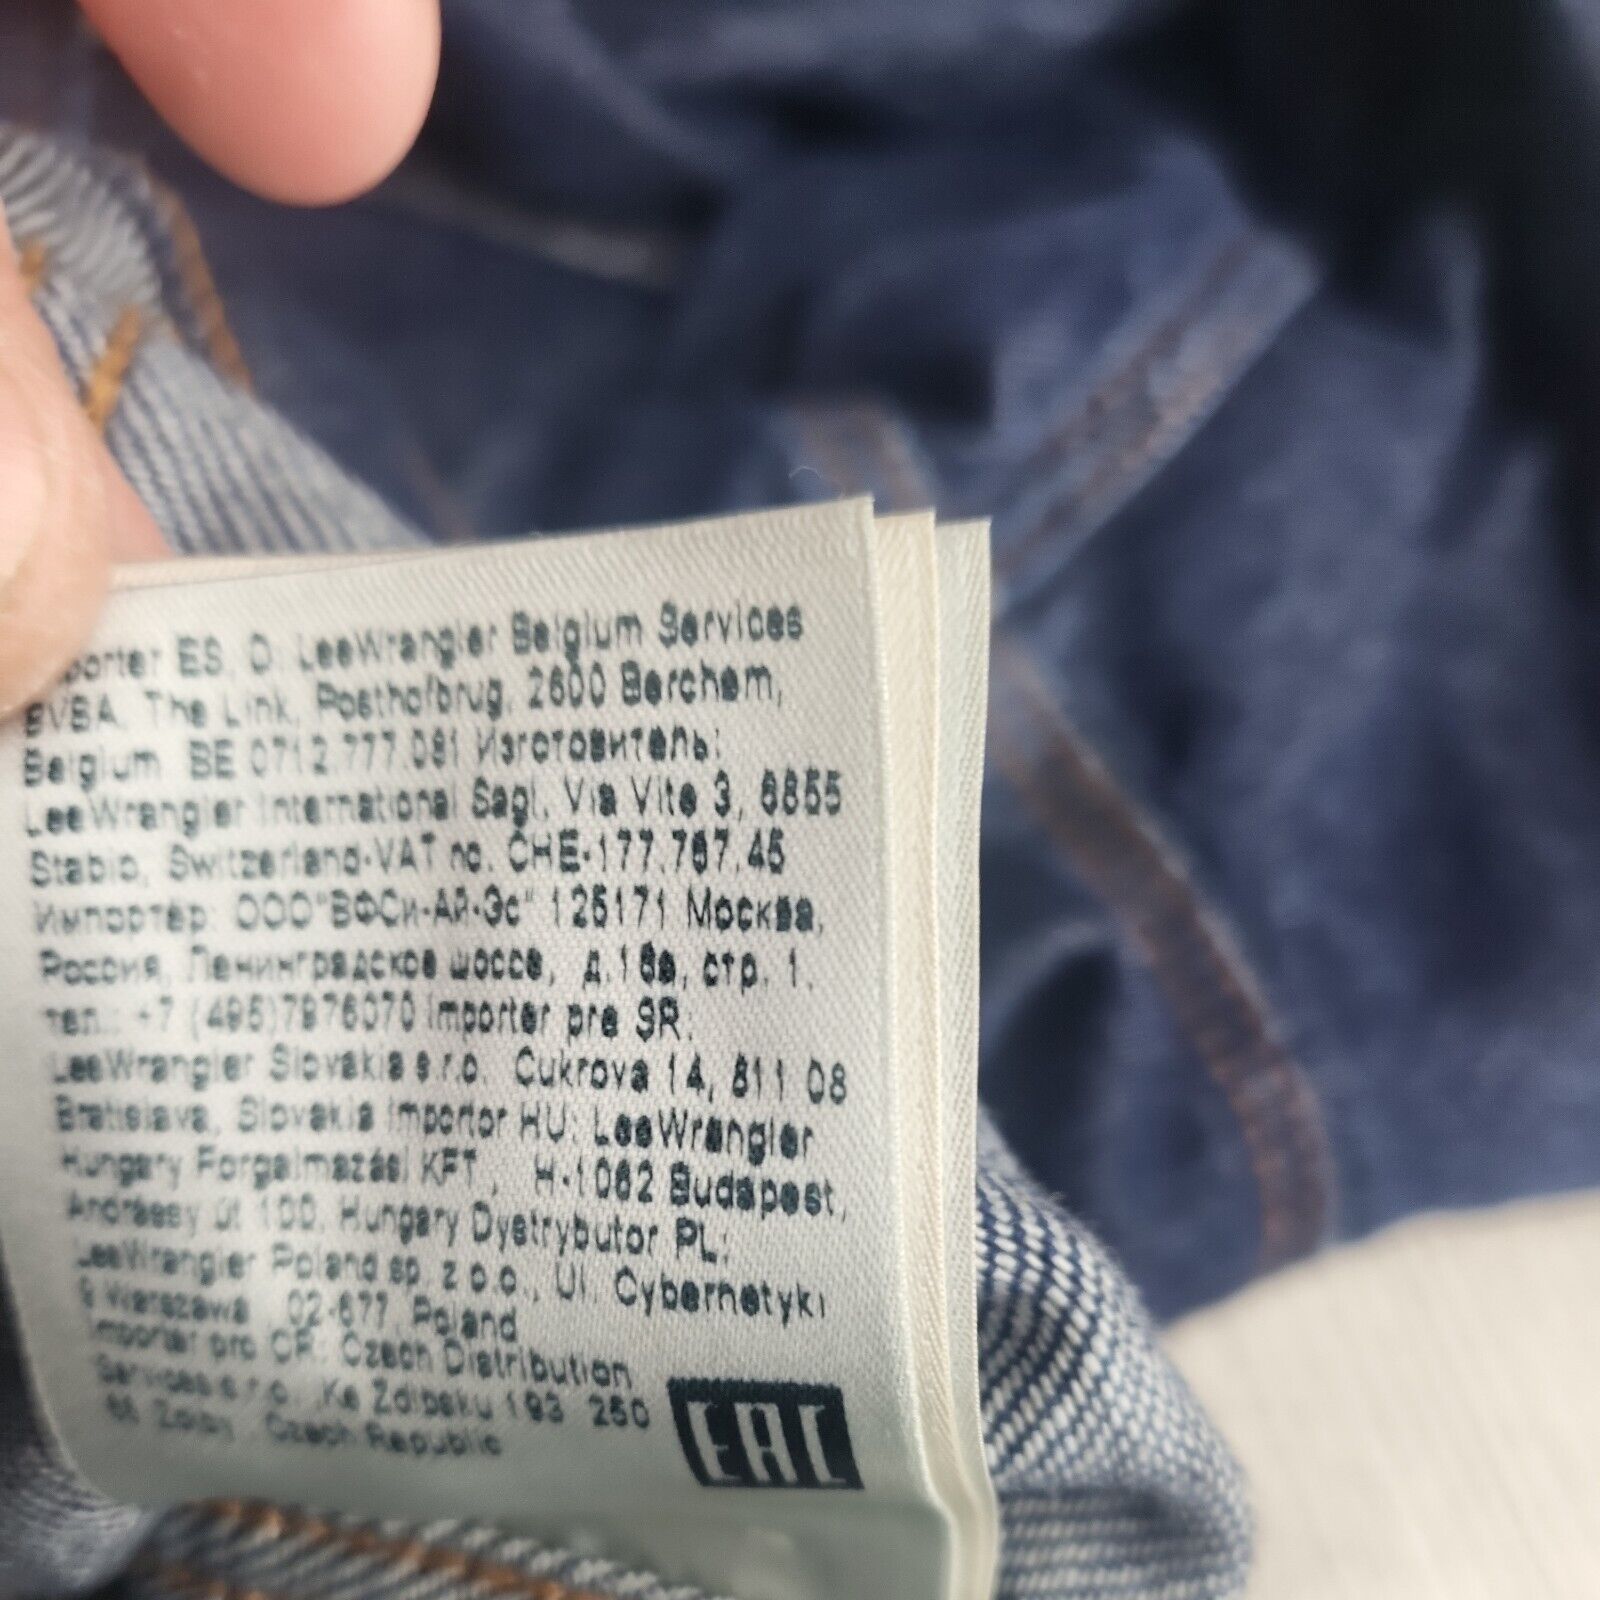 porter ES, D: LeeWrangler Belgium Services
BVBA, The Link, Posthofbrug, 2600 Berchem,
Belgium BE 0712.777.081 Изготовитель:
LeeWrangler International Sagl, Via Vite 3, 6855
Stabio, Switzerland-VAT no. CHE-177.767.45
Импортёр: ООО"ВФСи-Ай-Эс" 125171 Москва,
Россия, Ленинградское шоссе, д.16а, стр. 1.
тел.: +7 (495)7976070 Importer pre SR:
LeeWrangler Slovakia s.r.o. Cukrova 14, 811 08
Bratislava, Slovakia Importor HU: LeeWrangler
Hungary Forgalmazási KFT, H-1062 Budapest,
Andrássy út 100, Hungary Dystrybutor PL:
LeeWrangler Poland sp. z o.o., Ul. Cybernetyki
9 Warszawa 02-677 Poland
Importer pro CR: Czech Distribution
Services s.r.o., Ke Zdibsku 193 250
66 Zdiby, Czech Republic
EAC